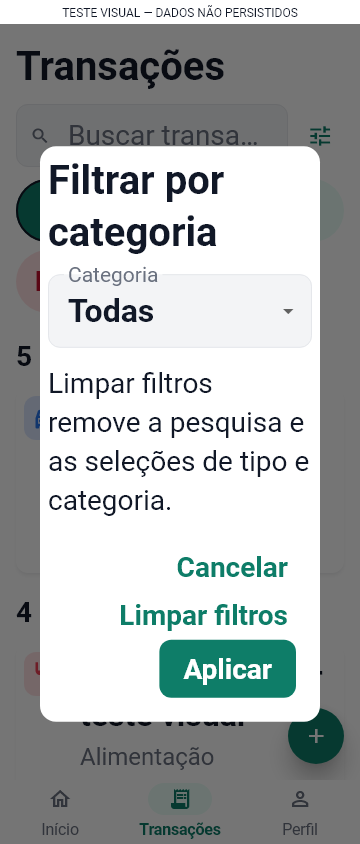 TESTE VISUAL — DADOS NÃO PERSISTIDOS
Transações
Buscar transa...
Filtrar por
categoria
Categoria
Todas
5
Limpar filtros
remove a pesquisa e
as seleções de tipo e
categoria.
Cancelar
4
Limpar filtros
Aplicar
teste visual
Alimentação
+
Início
Transações
Perfil